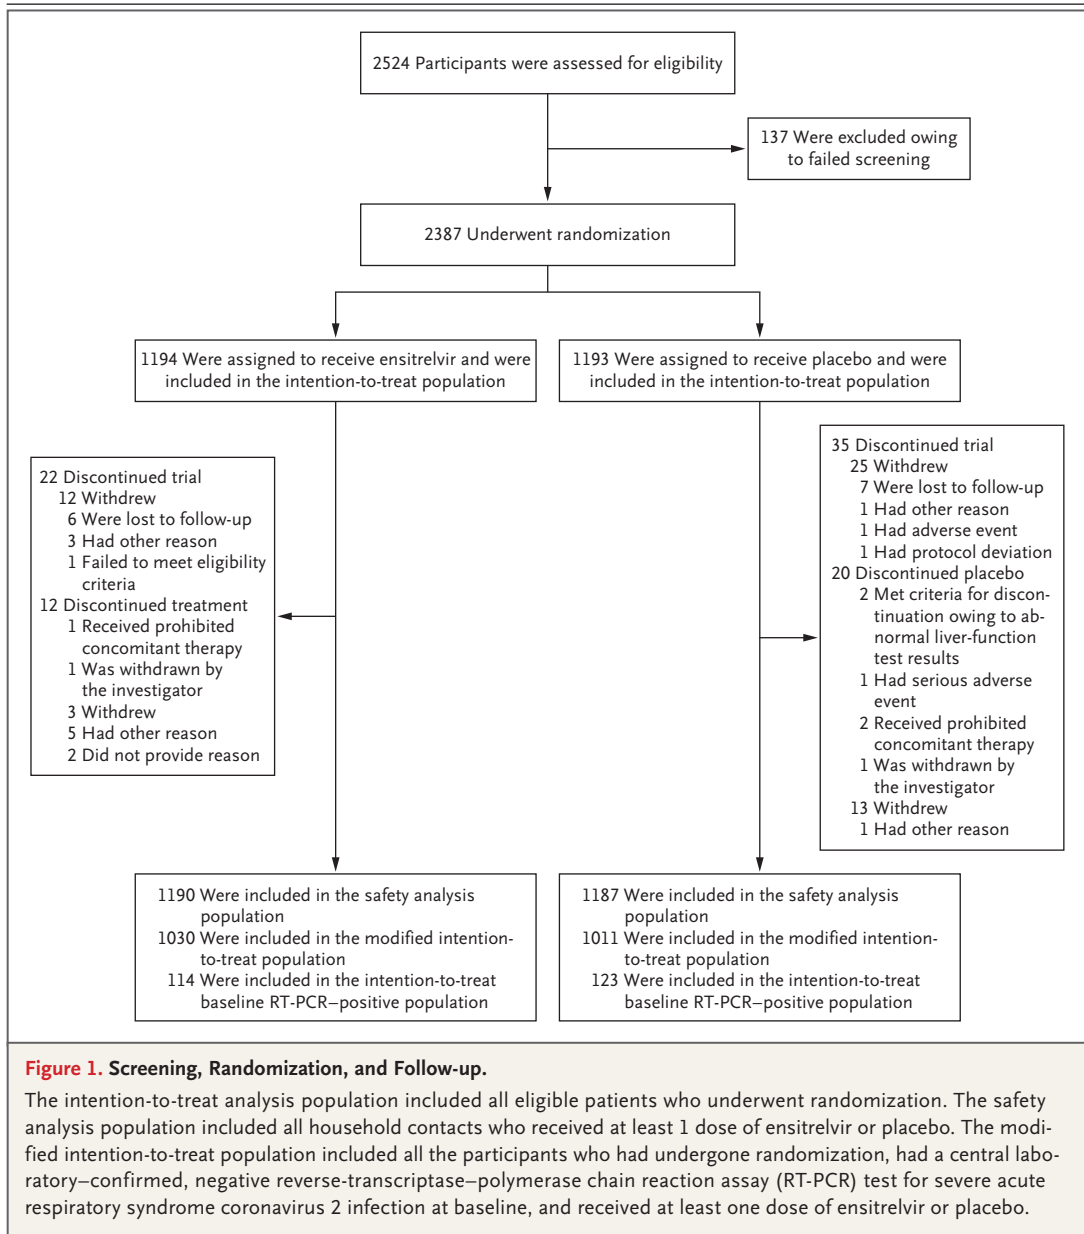 2524 Participants were assessed for eligibility
137 Were excluded owing
to failed screening
2387 Underwent randomization
1194 Were assigned to receive ensitrelvir and were
included in the intention-to-treat population
1193 Were assigned to receive placebo and were
included in the intention-to-treat population
22 Discontinued trial
12 Withdrew
6 Were lost to follow-up
3 Had other reason
1 Failed to meet eligibility
criteria
12 Discontinued treatment
1 Received prohibited
concomitant therapy
1 Was withdrawn by
the investigator
3 Withdrew
5 Had other reason
2 Did not provide reason
35 Discontinued trial
25 Withdrew
7 Were lost to follow-up
1 Had other reason
1 Had adverse event
1 Had protocol deviation
20 Discontinued placebo
2 Met criteria for discon-
tinuation owing to ab-
normal liver-function
test results
1 Had serious adverse
event
2 Received prohibited
concomitant therapy
1 Was withdrawn by
the investigator
13 Withdrew
1 Had other reason
1190 Were included in the safety analysis
population
1030 Were included in the modified intention-
to-treat population
114 Were included in the intention-to-treat
baseline RT-PCR–positive population
1187 Were included in the safety analysis
population
1011 Were included in the modified intention-
to-treat population
123 Were included in the intention-to-treat
baseline RT-PCR–positive population
Figure 1. Screening, Randomization, and Follow-up.
The intention-to-treat analysis population included all eligible patients who underwent randomization. The safety
analysis population included all household contacts who received at least 1 dose of ensitrelvir or placebo. The modi-
fied intention-to-treat population included all the participants who had undergone randomization, had a central labo-
ratory–confirmed, negative reverse-transcriptase–polymerase chain reaction assay (RT-PCR) test for severe acute
respiratory syndrome coronavirus 2 infection at baseline, and received at least one dose of ensitrelvir or placebo.